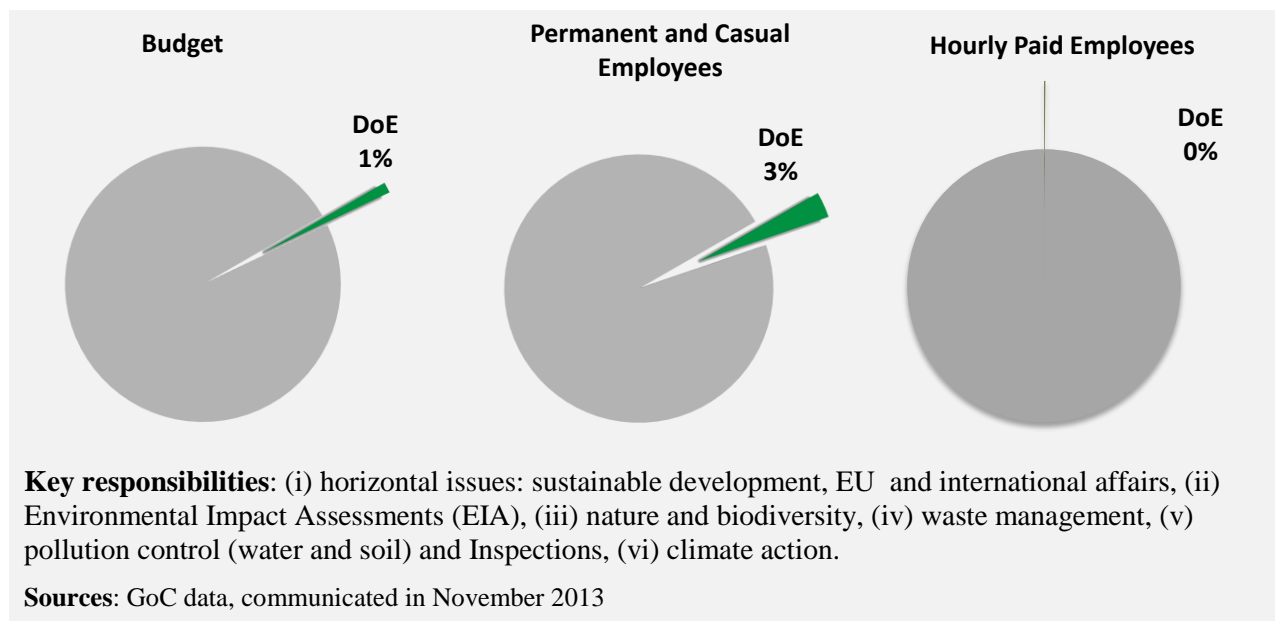 Budget
DoE
1%
Permanent and Casual
Employees
DoE
3%
Hourly Paid Employees
DoE
0%
Key responsibilities: (i) horizontal issues: sustainable development, EU and international affairs, (ii)
Environmental Impact Assessments (EIA), (iii) nature and biodiversity, (iv) waste management, (v)
pollution control (water and soil) and Inspections, (vi) climate action.
Sources: GoC data, communicated in November 2013